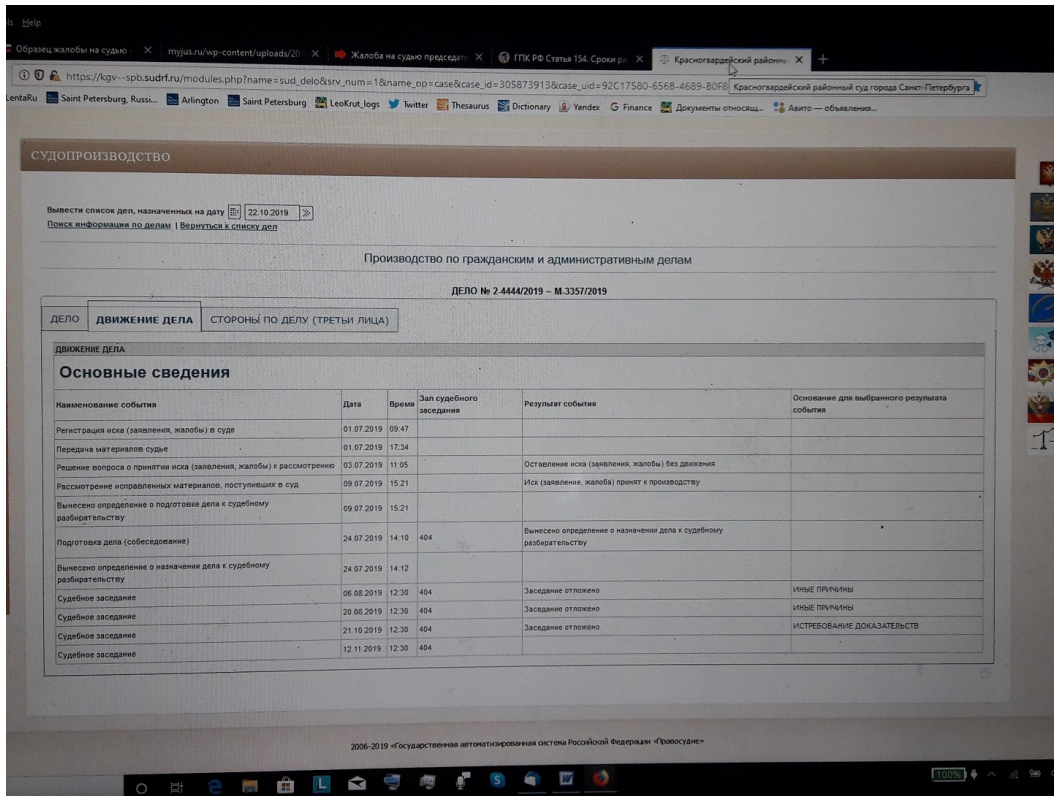 Help
Образец жалобы на судью - ×
myjus.ru/wp-content/uploads/20 ×
Жалоба на судью председат ×
ГПК РФ Статья 154. Сроки ра ×
Красногвардейский районны ×
+
https://kgv--spb.sudrf.ru/modules.php?name=sud_delo&srv_num=1&name_op=case&case_id=305873913&case_uid=92C17580-656B-4689-B0F8
Красногвардейский районный суд города Санкт-Петербурга
LentaRu Saint Petersburg, Russi... Arlington Saint Petersburg LeoKrut_logs Twitter Thesaurus Dictionary Yandex G Finance Документы относящ... Авито — объявления...
СУДОПРОИЗВОДСТВО
Вывести список дел, назначенных на дату 22.10.2019
Поиск информации по делам | Вернуться к списку дел
Производство по гражданским и административным делам
ДЕЛО № 2-4444/2019 ~ М-3357/2019
ДЕЛО ДВИЖЕНИЕ ДЕЛА СТОРОНЫ ПО ДЕЛУ (ТРЕТЬИ ЛИЦА)
ДВИЖЕНИЕ ДЕЛА
Основные сведения
Наименование события Дата Время Зал судебного заседания Результат события Основание для выбранного результата события
Регистрация иска (заявления, жалобы) в суде 01.07.2019 09:47
Передача материалов судье 01.07.2019 17:34
Решение вопроса о принятии иска (заявления, жалобы) к рассмотрению 03.07.2019 11:05 Оставление иска (заявления, жалобы) без движения
Рассмотрение исправленных материалов, поступивших в суд 09.07.2019 15:21 Иск (заявление, жалоба) принят к производству
Вынесено определение о подготовке дела к судебному разбирательству 09.07.2019 15:21
Подготовка дела (собеседование) 24.07.2019 14:10 404 Вынесено определение о назначении дела к судебному разбирательству
Вынесено определение о назначении дела к судебному разбирательству 24.07.2019 14:12
Судебное заседание 06.08.2019 12:30 404 Заседание отложено ИНЫЕ ПРИЧИНЫ
Судебное заседание 20.08.2019 12:30 404 Заседание отложено ИНЫЕ ПРИЧИНЫ
Судебное заседание 21.10.2019 12:30 404 Заседание отложено ИСТРЕБОВАНИЕ ДОКАЗАТЕЛЬСТВ
Судебное заседание 12.11.2019 12:30 404
2006-2019 «Государственная автоматизированная система Российской Федерации «Правосудие»
L S W 100%